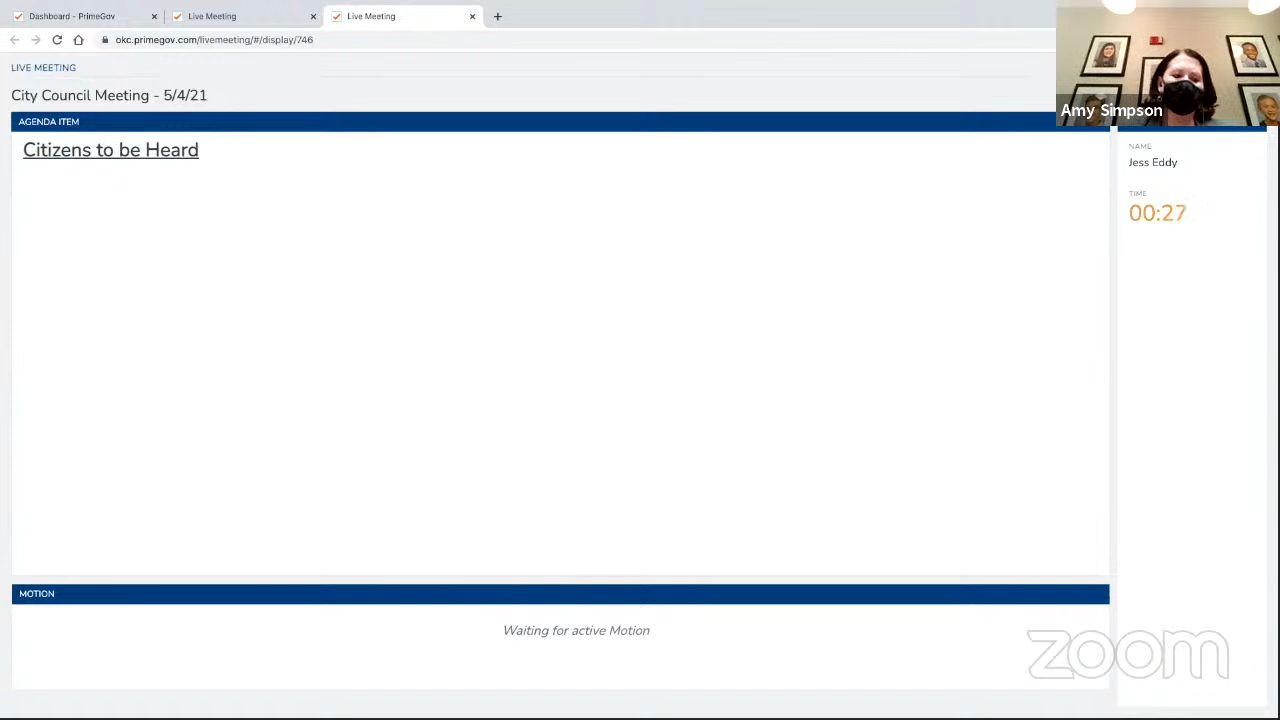 Dashboard - PrimeGov
Live Meeting
Live Meeting
okc.primegov.com/livemeeting/#/display/746
LIVE MEETING
City Council Meeting - 5/4/21
Amy Simpson
AGENDA ITEM
Citizens to be Heard
NAME
Jess Eddy
TIME
00:27
MOTION
Waiting for active Motion
zoom